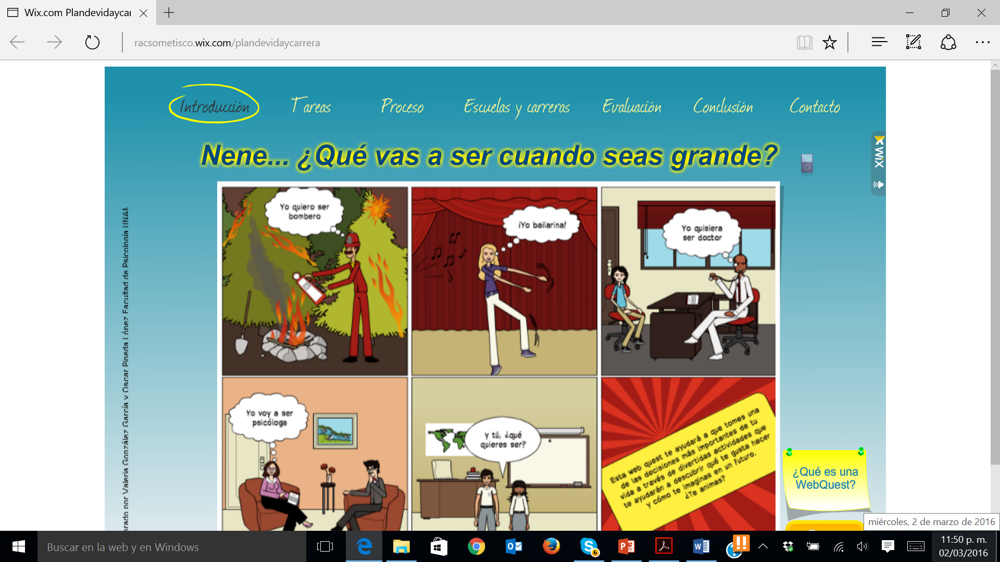 Wix.com Plandevidaycar
racsometisco.wix.com/plandevidaycarrera
Introducción
Tareas
Proceso
Escuelas y carreras
Evaluación
Conclusión
Contacto
Nene... ¿Qué vas a ser cuando seas grande?
WiX
Yo quiero ser
bombero
¡Yo bailarina!
Yo quisiera
ser doctor
Yo voy a ser
psicóloga
y tú, ¿qué
quieres ser?
Esta web quest te ayudará a que tomes una
de las decisiones más importantes de tu
vida a través de divertidas actividades que
te ayudarán a descubrir qué te gusta hacer
y cómo te imaginas en un futuro.
¿Te animas?
por Valeria González García y Oscar Pineda López Facultad de Psicología UNAM
¿Qué es una
WebQuest?
miércoles, 2 de marzo de 2016
Buscar en la web y en Windows
6
11:50 p. m.
02/03/2016